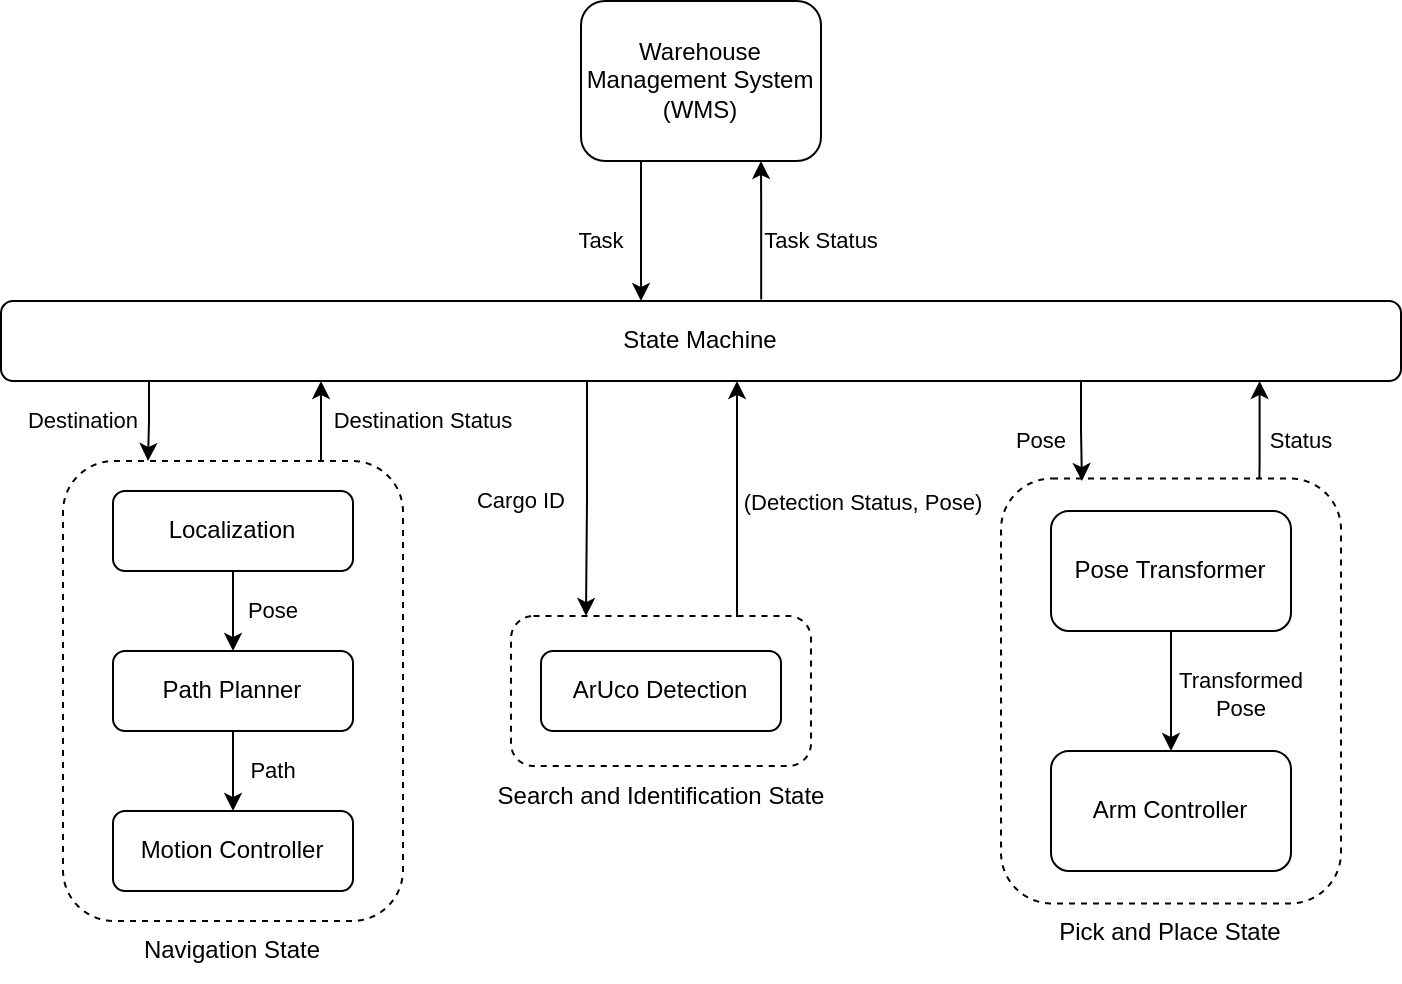 Warehouse
Management System
(WMS)
Task
Task Status
State Machine
Destination
Destination Status
Pose
Status
Cargo ID
(Detection Status, Pose)
Localization
Pose Transformer
Pose
Path Planner
ArUco Detection
Transformed
Pose
Path
Search and Identification State
Arm Controller
Motion Controller
Pick and Place State
Navigation State